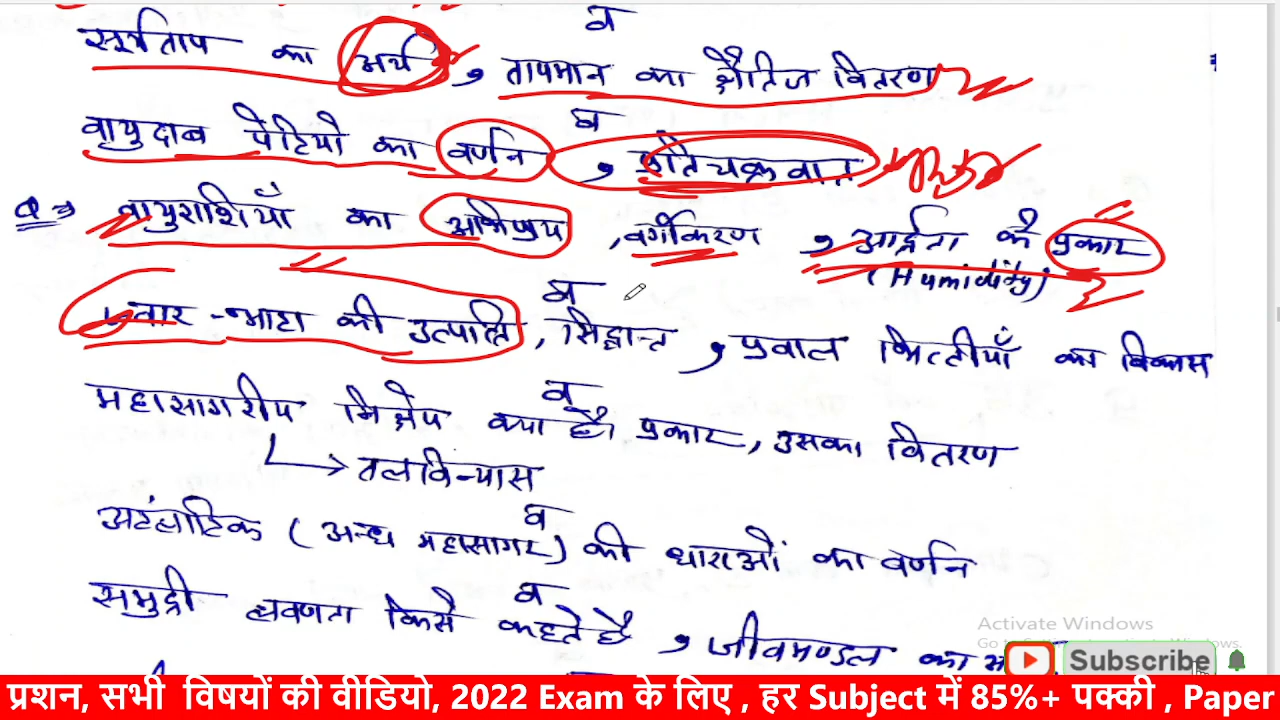 व
सूर्यताप का अर्थ , तापमान का क्षैतिज वितरण
व
वायुदाब पेटियों का वर्णन , प्रतिचक्रवात
Q ⇒ वायुराशियाँ का अभिप्राय , वर्गीकरण , आर्द्रता के प्रकार
(Humidity)
व
ज्वार-भाटा की उत्पत्ति , सिद्धान्त , प्रवाल भित्तीयाँ का विकास
व
महासागरीय निक्षेप क्या है। प्रकार, उसका वितरण
तलविन्यास
व
अटंलाटिक (अन्ध महासागर) की धाराओं का वर्णन
व
समुद्री लवणता किसे कहते है , जीवमण्डल का
Activate Windows
Subscribe
प्रशन, सभी विषयों की वीडियो, 2022 Exam के लिए , हर Subject में 85%+ पक्की , Paper